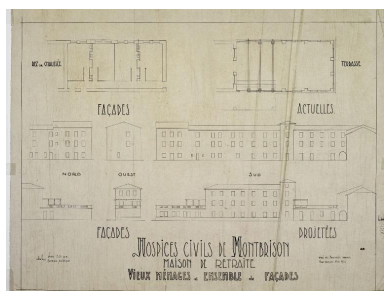 REZ DE CHAUSSÉE
TERRASSE
FAÇADES
ACTUELLES
NORD
OUEST
SUD
FAÇADES
PROJETÉES
HOSPICES CIVILS DE MONTBRISON
MAISON DE RETRAITE
VIEUX MÉNAGES - ENSEMBLE DE FAÇADES